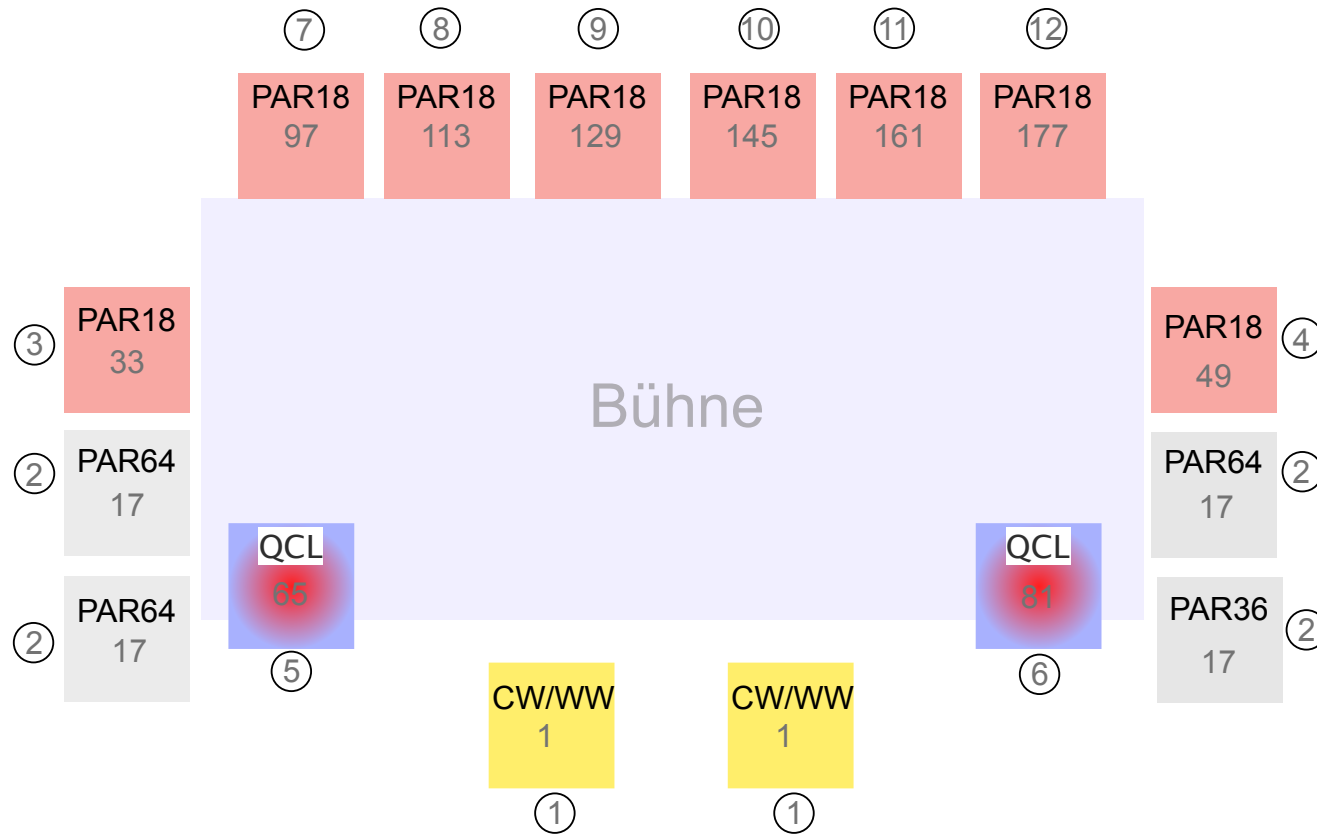 7 8 9 10 11 12
PAR18 PAR18 PAR18 PAR18 PAR18 PAR18
97 113 129 145 161 177
3
PAR18
33
PAR18
49
4
Bühne
2
PAR64
17
PAR64
17
2
QCL
65
QCL
81
2
PAR64
17
PAR36
17
2
5
6
CW/WW
1
CW/WW
1
1
1